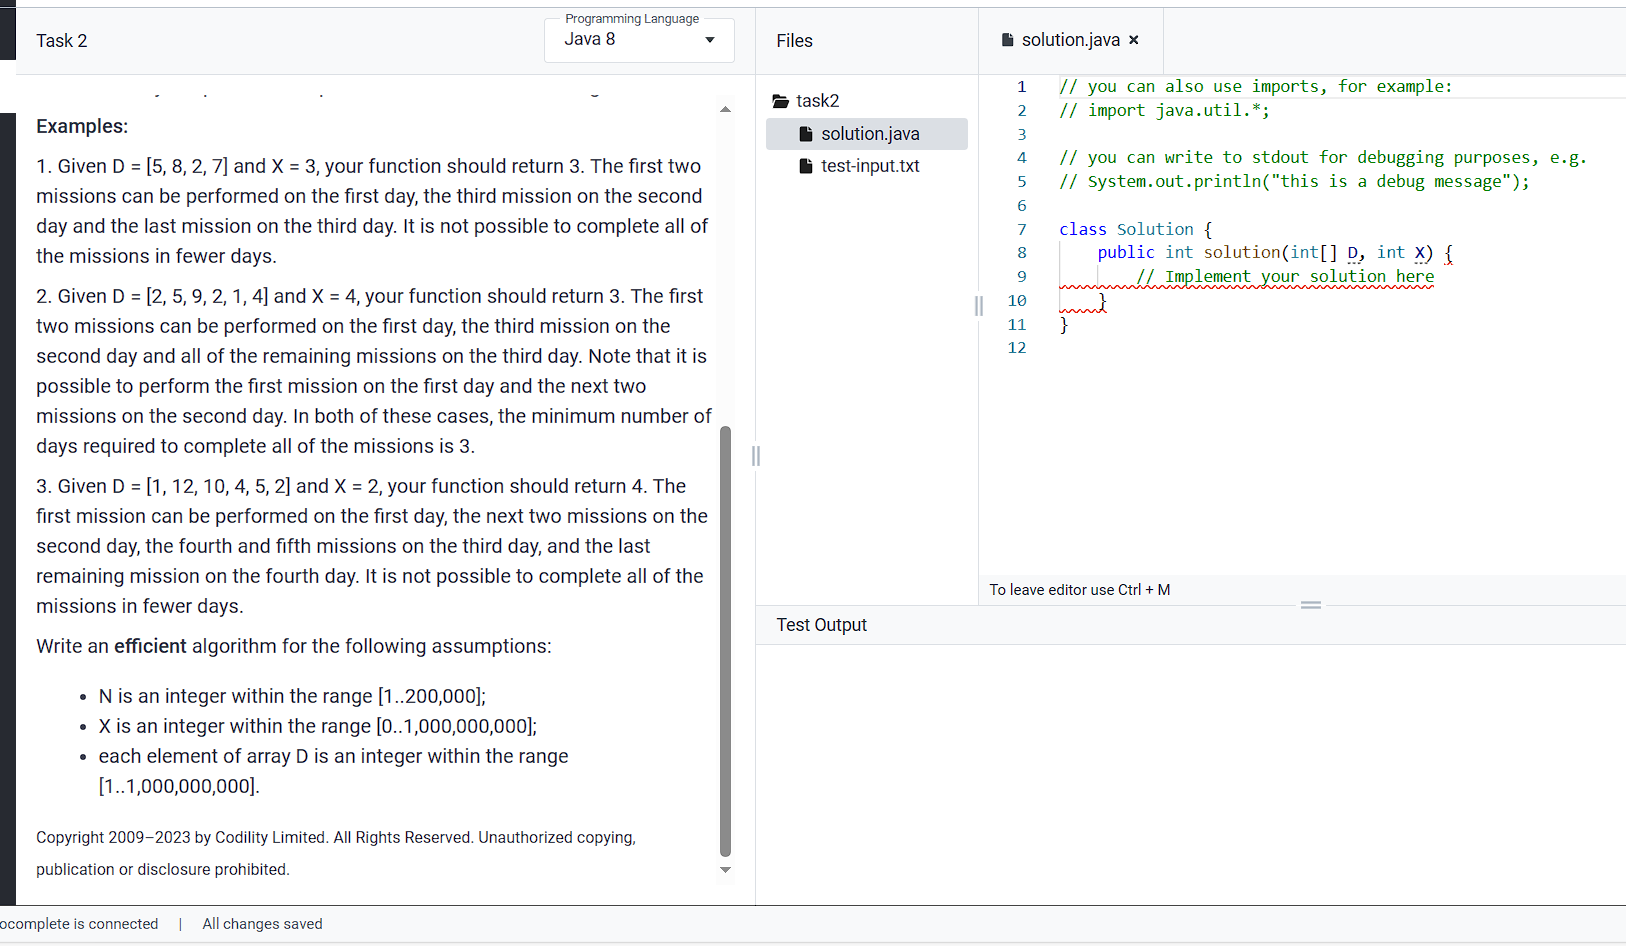 Task 2
Programming Language
Java 8
Examples:
1. Given D = [5, 8, 2, 7] and X = 3, your function should return 3. The first two
missions can be performed on the first day, the third mission on the second
day and the last mission on the third day. It is not possible to complete all of
the missions in fewer days.
2. Given D = [2, 5, 9, 2, 1, 4] and X = 4, your function should return 3. The first
two missions can be performed on the first day, the third mission on the
second day and all of the remaining missions on the third day. Note that it is
possible to perform the first mission on the first day and the next two
missions on the second day. In both of these cases, the minimum number of
days required to complete all of the missions is 3.
3. Given D = [1, 12, 10, 4, 5, 2] and X = 2, your function should return 4. The
first mission can be performed on the first day, the next two missions on the
second day, the fourth and fifth missions on the third day, and the last
remaining mission on the fourth day. It is not possible to complete all of the
missions in fewer days.
Write an efficient algorithm for the following assumptions:
• N is an integer within the range [1..200,000];
• X is an integer within the range [0..1,000,000,000];
• each element of array D is an integer within the range
[1..1,000,000,000].
Copyright 2009–2023 by Codility Limited. All Rights Reserved. Unauthorized copying,
publication or disclosure prohibited.
Files
task2
solution.java
test-input.txt
solution.java ×
1 // you can also use imports, for example:
2 // import java.util.*;
3
4 // you can write to stdout for debugging purposes, e.g.
5 // System.out.println("this is a debug message");
6
7 class Solution {
8     public int solution(int[] D, int X) {
9         // Implement your solution here
10     }
11 }
12
To leave editor use Ctrl + M
Test Output
ocomplete is connected | All changes saved